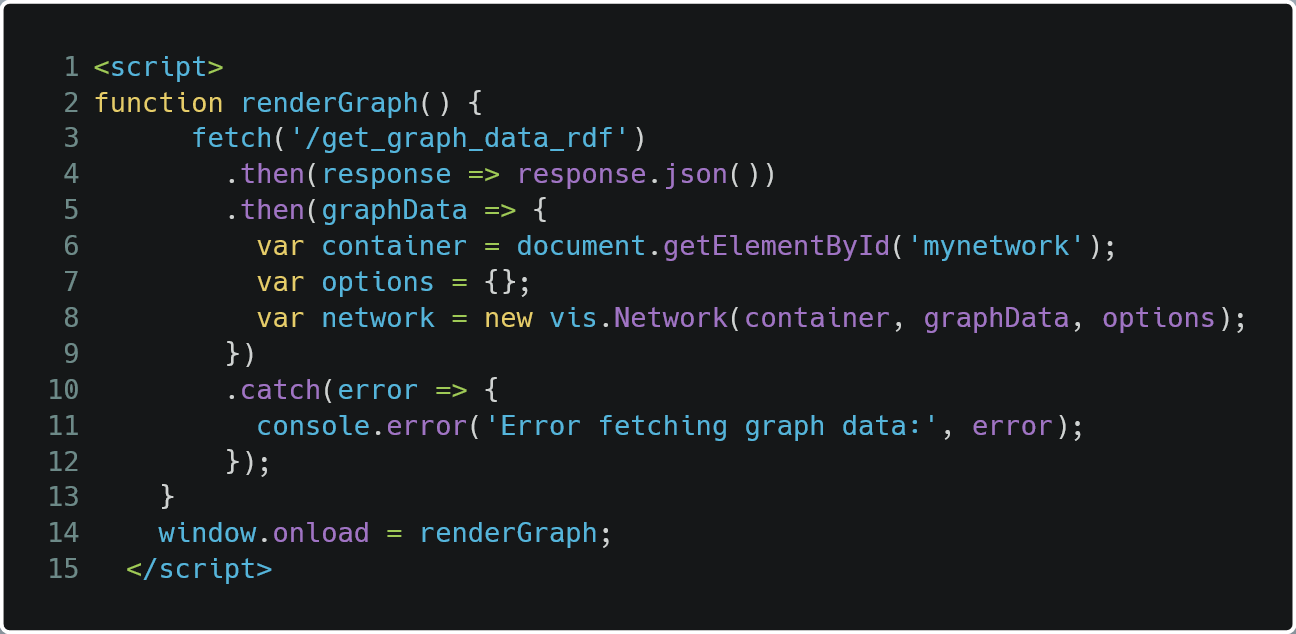 1 <script>
2 function renderGraph() {
3       fetch('/get_graph_data_rdf')
4         .then(response => response.json())
5         .then(graphData => {
6           var container = document.getElementById('mynetwork');
7           var options = {};
8           var network = new vis.Network(container, graphData, options);
9         })
10         .catch(error => {
11           console.error('Error fetching graph data:', error);
12         });
13     }
14     window.onload = renderGraph;
15   </script>